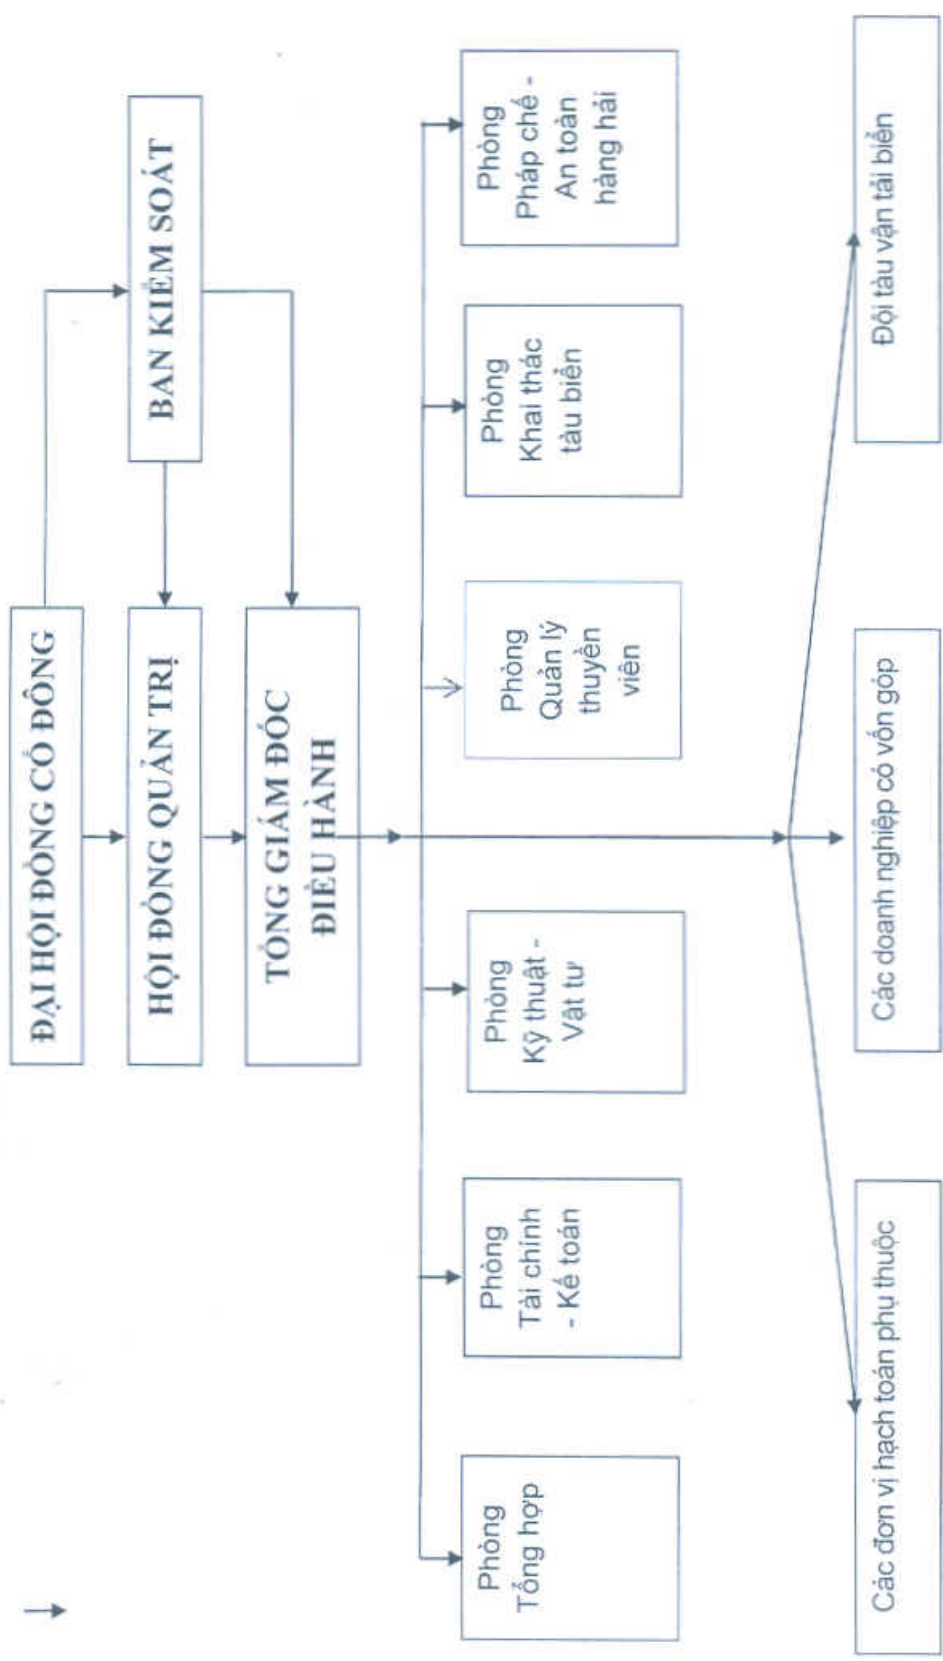 ĐẠI HỘI ĐỒNG CỔ ĐÔNG
BAN KIỂM SOÁT
HỘI ĐỒNG QUẢN TRỊ
TỔNG GIÁM ĐỐC
ĐIỀU HÀNH
Phòng
Tổng hợp
Phòng
Tài chính
- Kế toán
Phòng
Kỹ thuật -
Vật tư
Phòng
Quản lý
thuyền
viên
Phòng
Khai thác
tàu biển
Phòng
Pháp chế -
An toàn
hàng hải
Các đơn vị hạch toán phụ thuộc
Các doanh nghiệp có vốn góp
Đội tàu vận tải biển